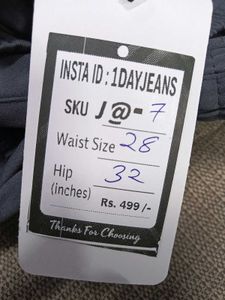 INSTA ID : 1DAYJEANS
SKU J @-7
Waist Size 28
Hip 32
(inches) Rs. 499/-
Thanks For Choosing